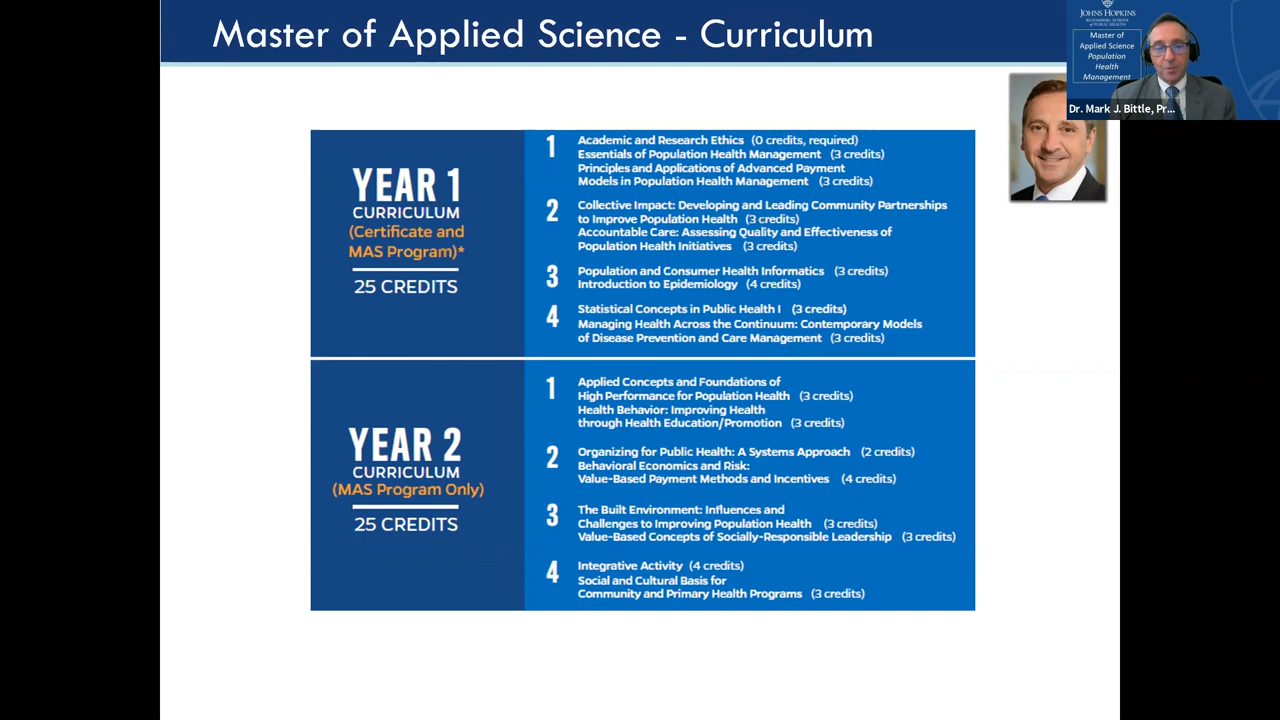 Master of Applied Science - Curriculum
JOHNS HOPKINS
BLOOMBERG SCHOOL
of PUBLIC HEALTH
Master of
Applied Science
Population
Health
Management
Dr. Mark J. Bittle, Pr...
YEAR 1
CURRICULUM
(Certificate and
MAS Program)*
25 CREDITS
1
Academic and Research Ethics (0 credits, required)
Essentials of Population Health Management (3 credits)
Principles and Applications of Advanced Payment
Models in Population Health Management (3 credits)
2
Collective Impact: Developing and Leading Community Partnerships
to Improve Population Health (3 credits)
Accountable Care: Assessing Quality and Effectiveness of
Population Health Initiatives (3 credits)
3
Population and Consumer Health Informatics (3 credits)
Introduction to Epidemiology (4 credits)
4
Statistical Concepts in Public Health I (3 credits)
Managing Health Across the Continuum: Contemporary Models
of Disease Prevention and Care Management (3 credits)
YEAR 2
CURRICULUM
(MAS Program Only)
25 CREDITS
1
Applied Concepts and Foundations of
High Performance for Population Health (3 credits)
Health Behavior: Improving Health
through Health Education/Promotion (3 credits)
2
Organizing for Public Health: A Systems Approach (2 credits)
Behavioral Economics and Risk:
Value-Based Payment Methods and Incentives (4 credits)
3
The Built Environment: Influences and
Challenges to Improving Population Health (3 credits)
Value-Based Concepts of Socially-Responsible Leadership (3 credits)
4
Integrative Activity (4 credits)
Social and Cultural Basis for
Community and Primary Health Programs (3 credits)